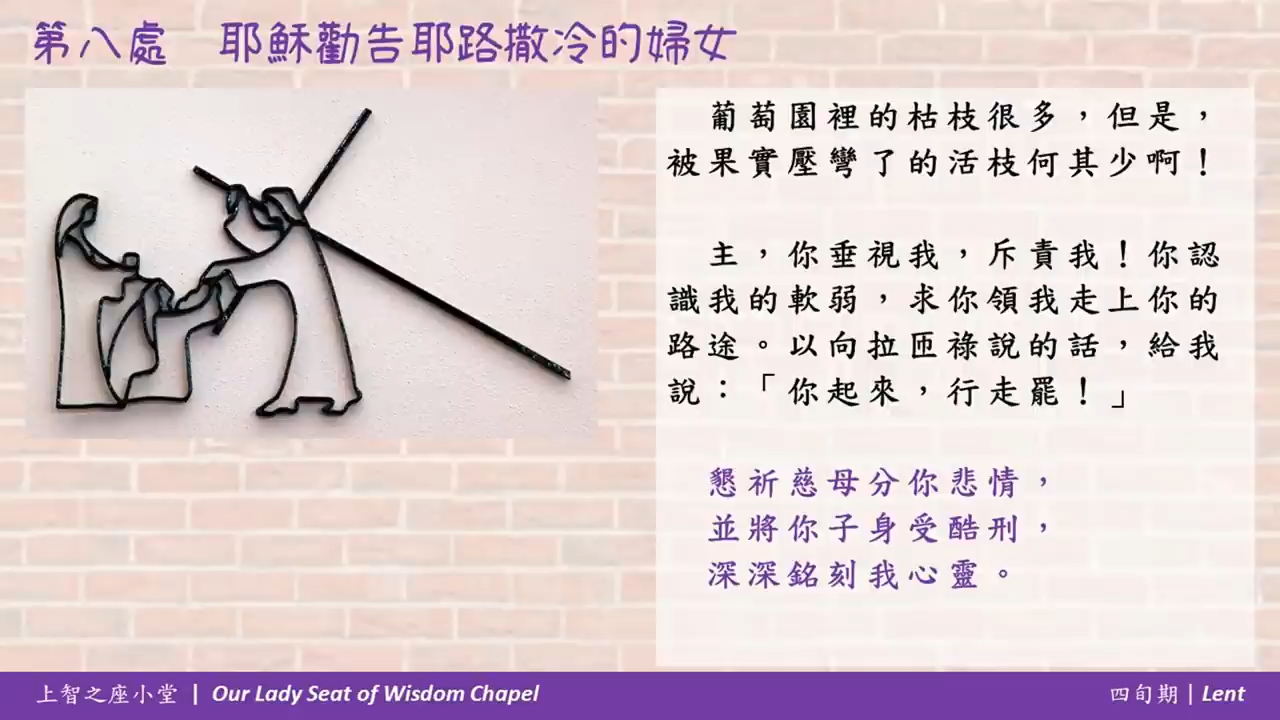 第八處　耶穌勸告耶路撒冷的婦女
葡萄園裡的枯枝很多，但是，
被果實壓彎了的活枝何其少啊！
主，你垂視我，斥責我！你認
識我的軟弱，求你領我走上你的
路途。以向拉匝祿說的話，給我
說：「你起來，行走罷！」
懇祈慈母分你悲情，
並將你子身受酷刑，
深深銘刻我心靈。
上智之座小堂 | Our Lady Seat of Wisdom Chapel
四旬期 | Lent